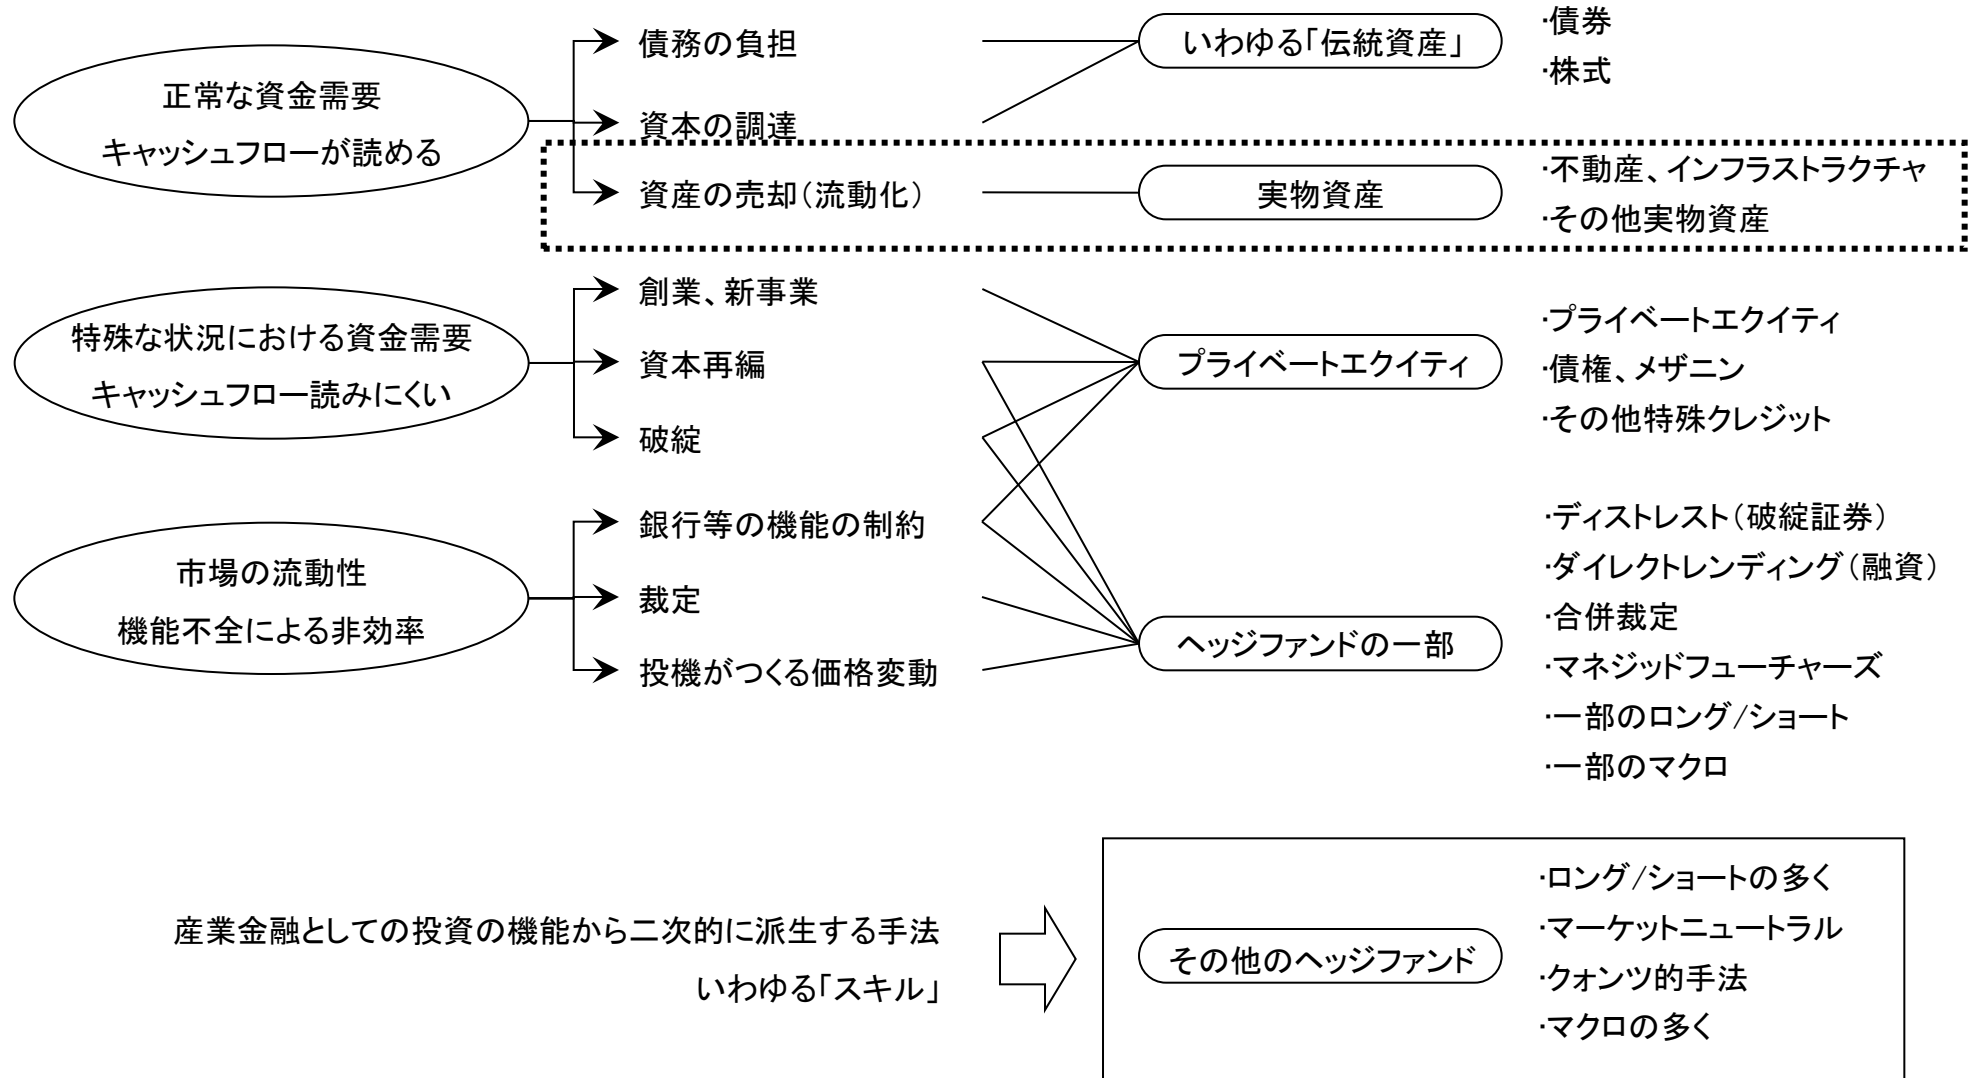 正常な資金需要
キャッシュフローが読める
債務の負担
資本の調達
資産の売却（流動化）
いわゆる「伝統資産」
・債券
・株式
実物資産
・不動産、インフラストラクチャ
・その他実物資産
特殊な状況における資金需要
キャッシュフロー読みにくい
創業、新事業
資本再編
破綻
プライベートエクイティ
・プライベートエクイティ
・債権、メザニン
・その他特殊クレジット
市場の流動性
機能不全による非効率
銀行等の機能の制約
裁定
投機がつくる価格変動
ヘッジファンドの一部
・ディストレスト（破綻証券）
・ダイレクトレンディング（融資）
・合併裁定
・マネジッドフューチャーズ
・一部のロング/ショート
・一部のマクロ
産業金融としての投資の機能から二次的に派生する手法
いわゆる「スキル」
その他のヘッジファンド
・ロング/ショートの多く
・マーケットニュートラル
・クォンツ的手法
・マクロの多く